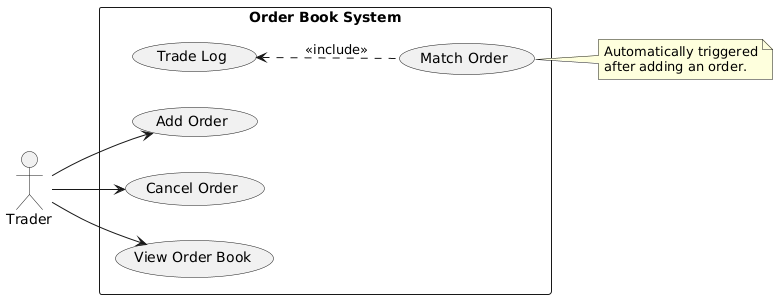 Order Book System
Trade Log
«include»
Match Order
Automatically triggered
after adding an order.
Add Order
Cancel Order
Trader
View Order Book